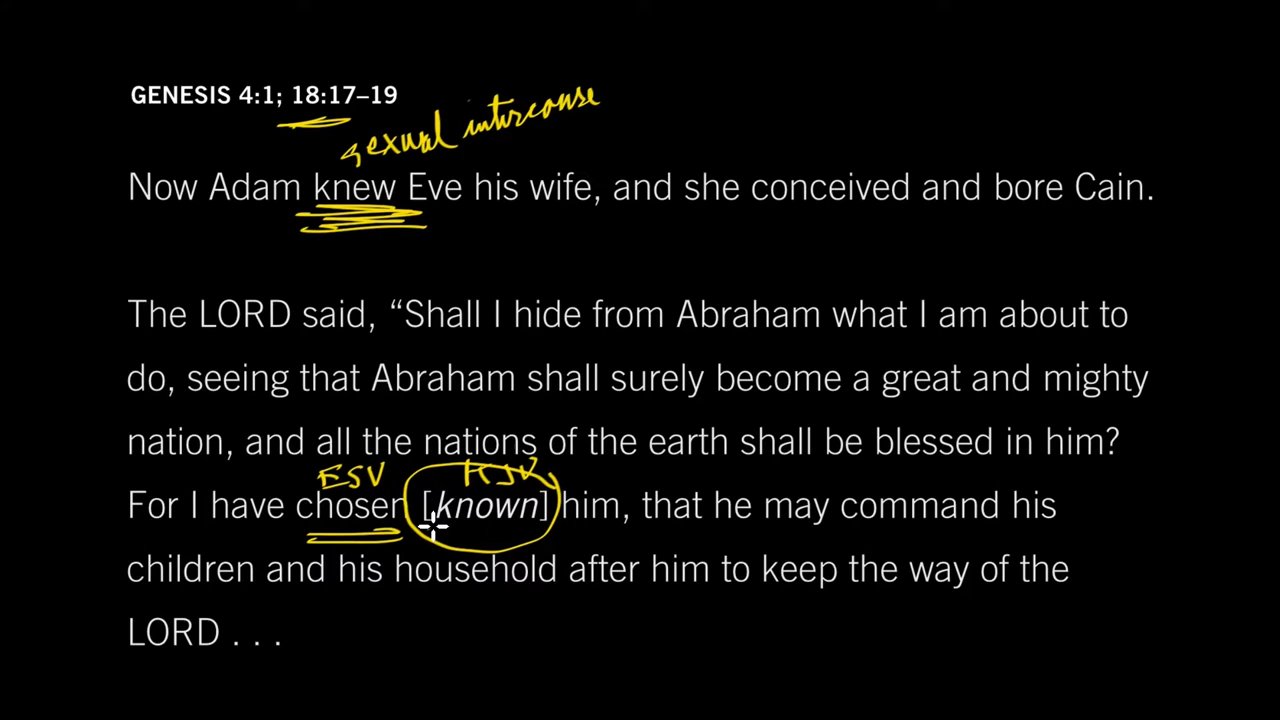 GENESIS 4:1; 18:17–19
sexual intercourse
Now Adam knew Eve his wife, and she conceived and bore Cain.
The LORD said, “Shall I hide from Abraham what I am about to
do, seeing that Abraham shall surely become a great and mighty
nation, and all the nations of the earth shall be blessed in him?
ESV KJV
For I have chosen [known] him, that he may command his
children and his household after him to keep the way of the
LORD . . .